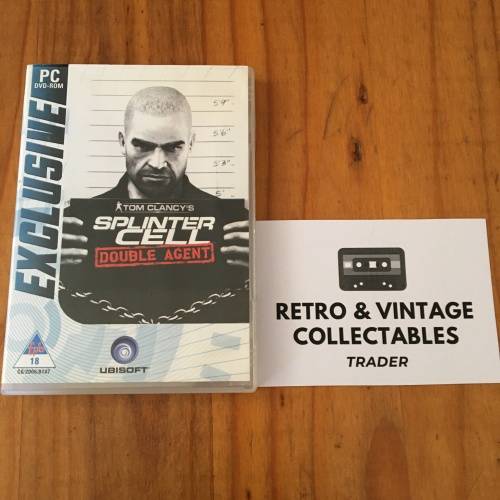 PC
DVD-ROM
EXCLUSIVE
5'9"
5'6"
5'3"
5'
TOM CLANCY'S
SPLINTER
CELL
DOUBLE AGENT
18
UBISOFT
RETRO & VINTAGE
COLLECTABLES
TRADER